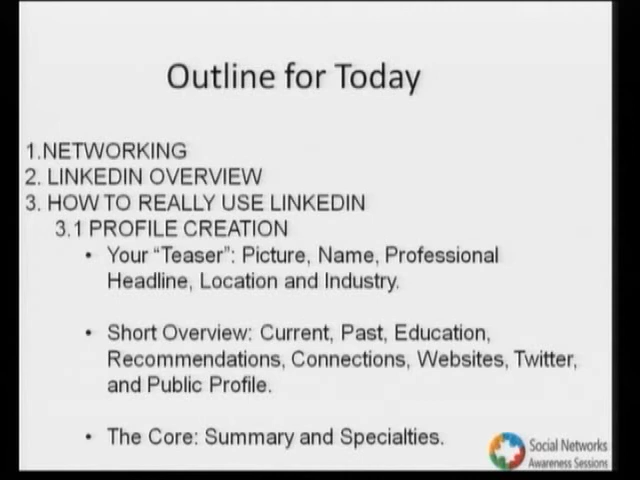 Outline for Today
1.NETWORKING
2. LINKEDIN OVERVIEW
3. HOW TO REALLY USE LINKEDIN
3.1 PROFILE CREATION
• Your “Teaser”: Picture, Name, Professional
Headline, Location and Industry.
• Short Overview: Current, Past, Education,
Recommendations, Connections, Websites, Twitter,
and Public Profile.
• The Core: Summary and Specialties.
Social Networks
Awareness Sessions